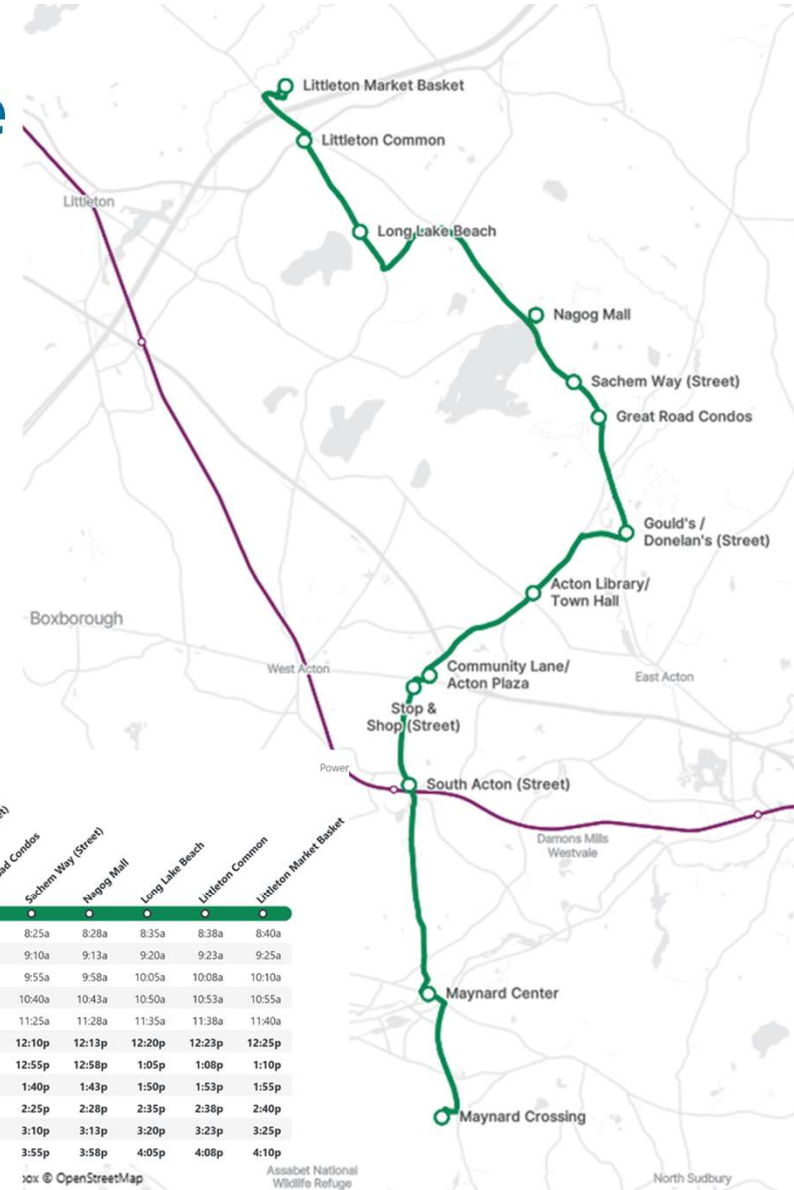 e
Littleton Market Basket
Littleton Common
Littleton
Long Lake Beach
Nagog Mall
Sachem Way (Street)
Great Road Condos
Gould's /
Donelan's (Street)
Acton Library/
Town Hall
Boxborough
West Acton
Community Lane/
Acton Plaza
East Acton
Stop &
Shop (Street)
Power
South Acton (Street)
Damons Mills
Westvale
Maynard Center
Maynard Crossing
Assabet National
Wildlife Refuge
North Sudbury
Sachem Way (Street) Nagog Mall Long Lake Beach Littleton Common Littleton Market Basket
8:25a 8:28a 8:35a 8:38a 8:40a
9:10a 9:13a 9:20a 9:23a 9:25a
9:55a 9:58a 10:05a 10:08a 10:10a
10:40a 10:43a 10:50a 10:53a 10:55a
11:25a 11:28a 11:35a 11:38a 11:40a
12:10p 12:13p 12:20p 12:23p 12:25p
12:55p 12:58p 1:05p 1:08p 1:10p
1:40p 1:43p 1:50p 1:53p 1:55p
2:25p 2:28p 2:35p 2:38p 2:40p
3:10p 3:13p 3:20p 3:23p 3:25p
3:55p 3:58p 4:05p 4:08p 4:10p
© OpenStreetMap